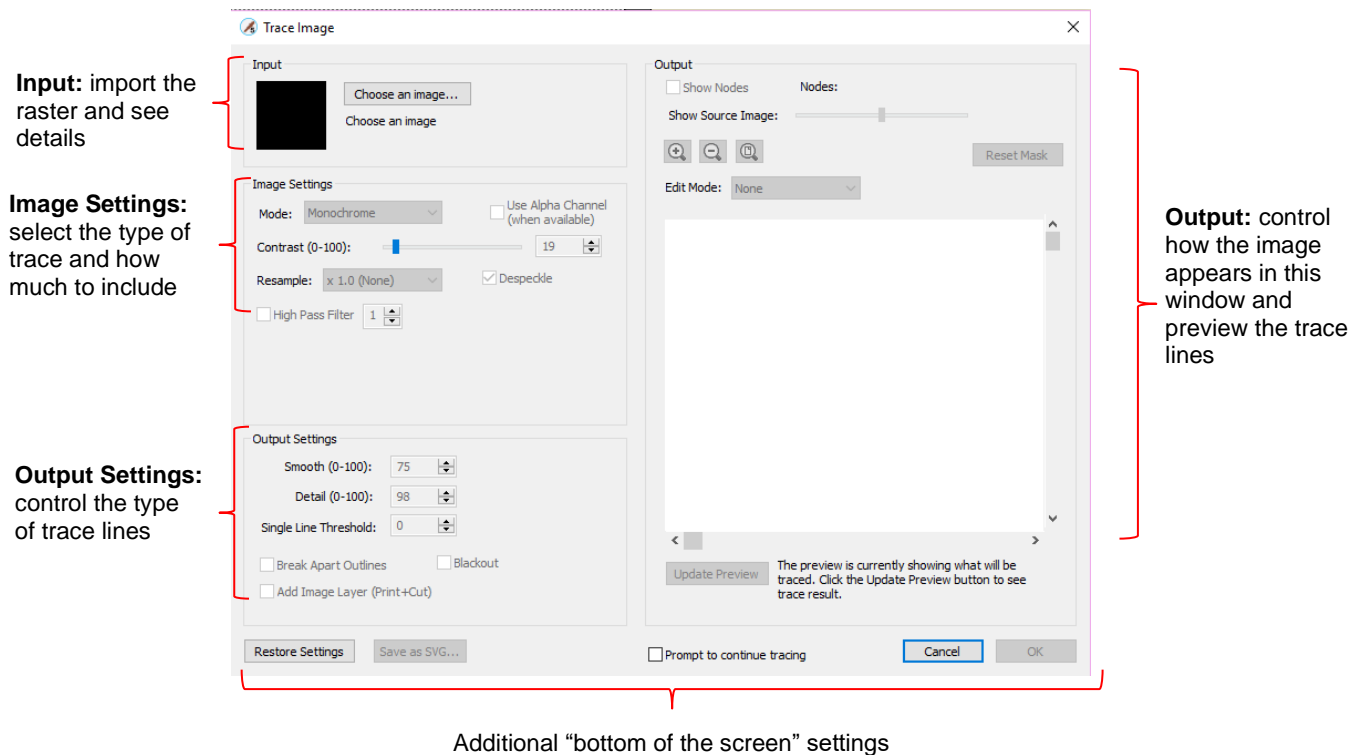 Trace Image
Input: import the
raster and see
details
Input
Choose an image...
Choose an image
Image Settings:
select the type of
trace and how
much to include
Image Settings
Mode: Monochrome
Use Alpha Channel
(when available)
Contrast (0-100): 19
Resample: x 1.0 (None) Despeckle
High Pass Filter 1
Output Settings:
control the type
of trace lines
Output Settings
Smooth (0-100): 75
Detail (0-100): 98
Single Line Threshold: 0
Break Apart Outlines Blackout
Add Image Layer (Print+Cut)
Output
Show Nodes Nodes:
Show Source Image:
Reset Mask
Edit Mode: None
Update Preview
The preview is currently showing what will be
traced. Click the Update Preview button to see
trace result.
Output: control
how the image
appears in this
window and
preview the trace
lines
Restore Settings Save as SVG... Prompt to continue tracing Cancel OK
Additional “bottom of the screen” settings